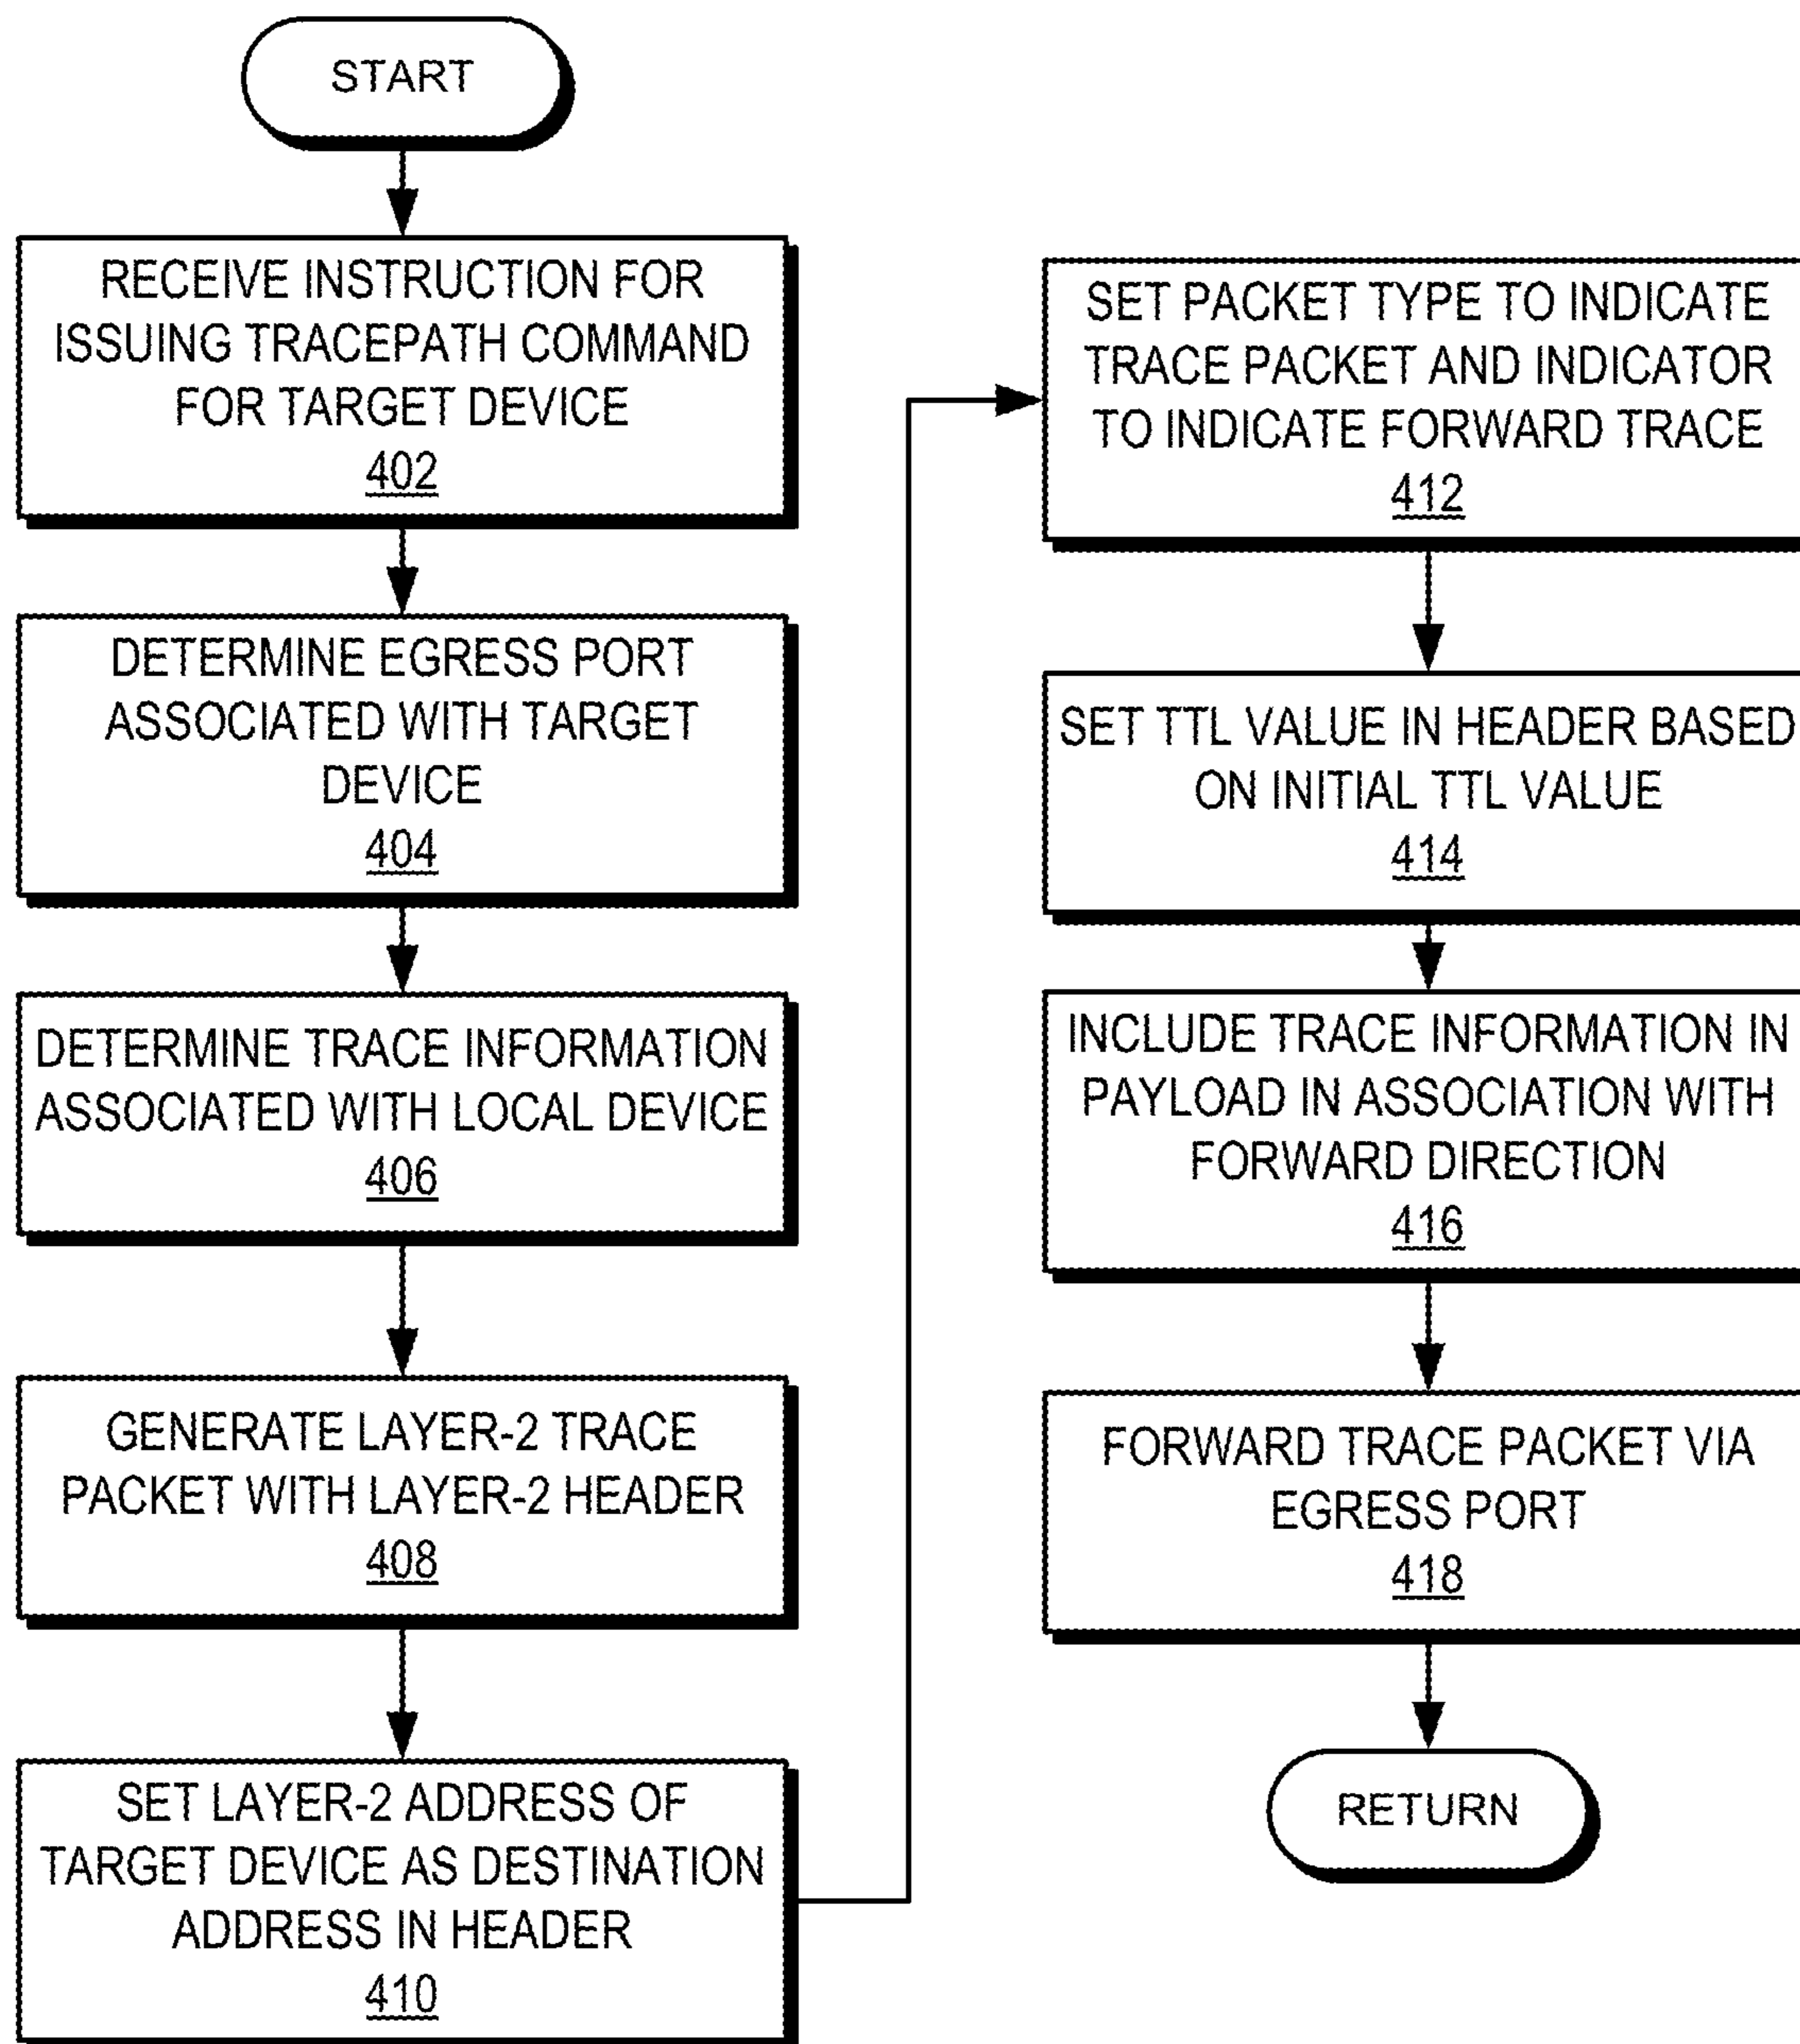 START
RECEIVE INSTRUCTION FOR
ISSUING TRACEPATH COMMAND
FOR TARGET DEVICE
402
DETERMINE EGRESS PORT
ASSOCIATED WITH TARGET
DEVICE
404
DETERMINE TRACE INFORMATION
ASSOCIATED WITH LOCAL DEVICE
406
GENERATE LAYER-2 TRACE
PACKET WITH LAYER-2 HEADER
408
SET LAYER-2 ADDRESS OF
TARGET DEVICE AS DESTINATION
ADDRESS IN HEADER
410
SET PACKET TYPE TO INDICATE
TRACE PACKET AND INDICATOR
TO INDICATE FORWARD TRACE
412
SET TTL VALUE IN HEADER BASED
ON INITIAL TTL VALUE
414
INCLUDE TRACE INFORMATION IN
PAYLOAD IN ASSOCIATION WITH
FORWARD DIRECTION
416
FORWARD TRACE PACKET VIA
EGRESS PORT
418
RETURN